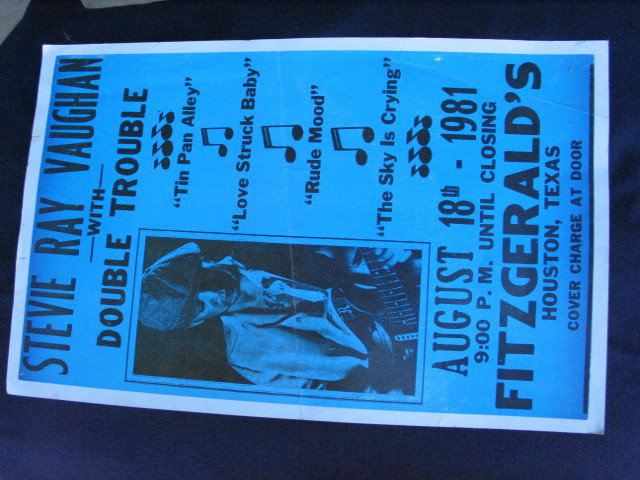 STEVIE RAY VAUGHAN
WITH
DOUBLE TROUBLE
"Tin Pan Alley"
"Love Struck Baby"
"Rude Mood"
"The Sky Is Crying"
AUGUST 18th - 1981
9:00 P.M. UNTIL CLOSING
FITZGERALD'S
HOUSTON, TEXAS
COVER CHARGE AT DOOR